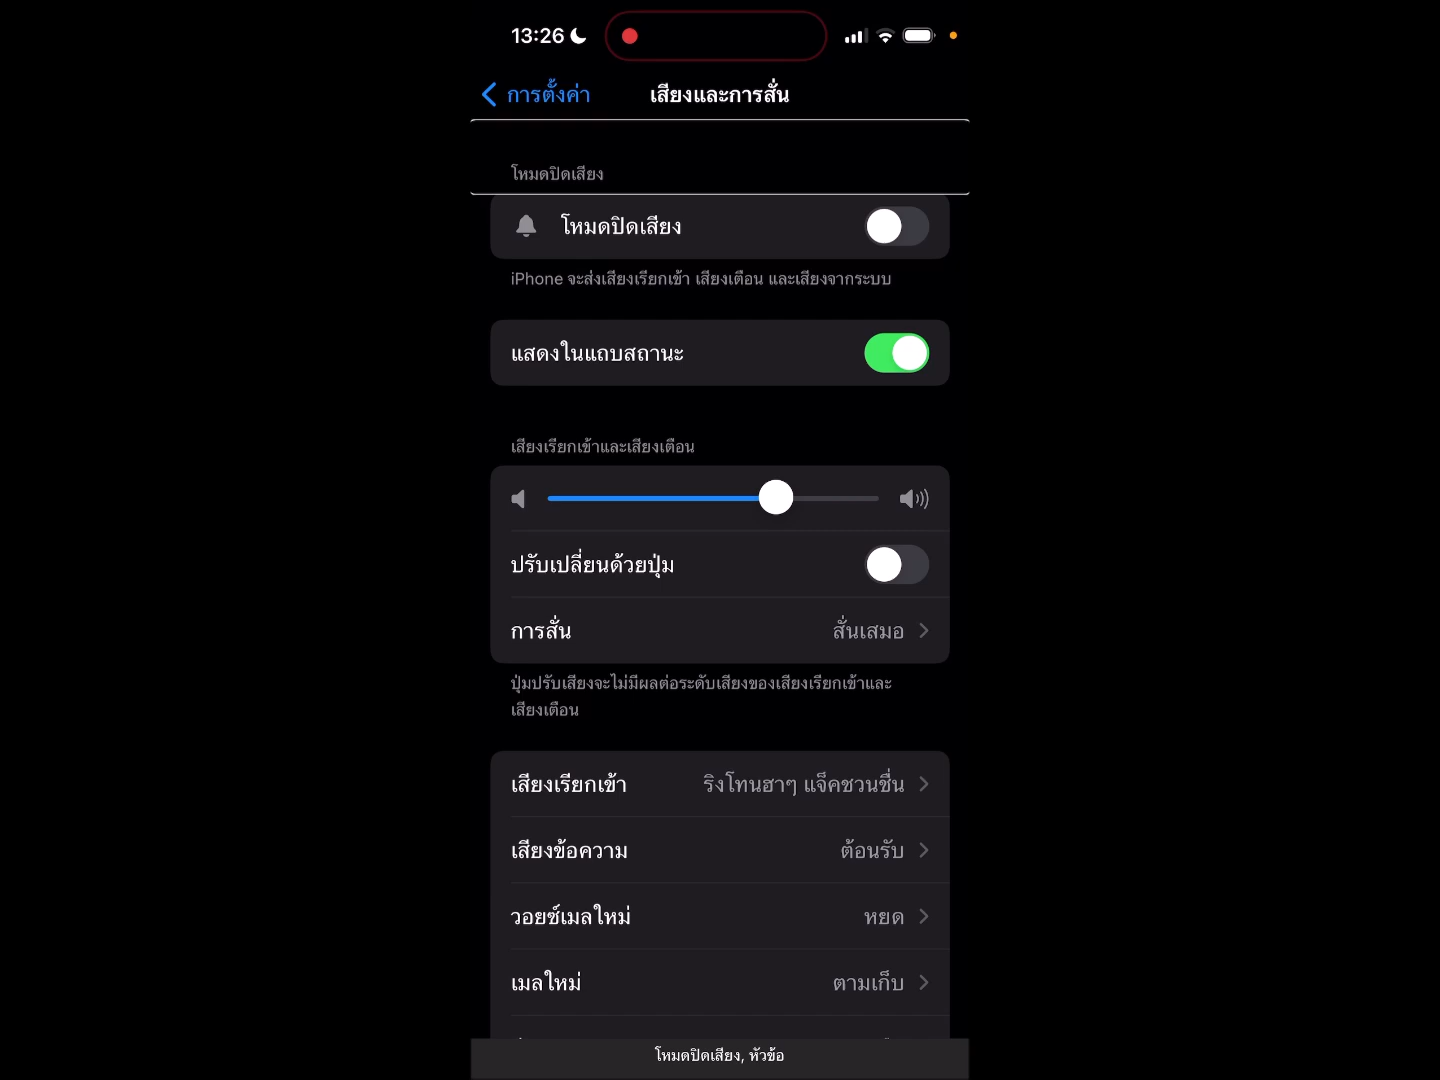 13:26
การตั้งค่า
เสียงและการสั่น
โหมดปิดเสียง
โหมดปิดเสียง
iPhone จะส่งเสียงเรียกเข้า เสียงเตือน และเสียงจากระบบ
แสดงในแถบสถานะ
เสียงเรียกเข้าและเสียงเตือน
ปรับเปลี่ยนด้วยปุ่ม
การสั่น สั่นเสมอ
ปุ่มปรับเสียงจะไม่มีผลต่อระดับเสียงของเสียงเรียกเข้าและ
เสียงเตือน
เสียงเรียกเข้า ริงโทนฮาๆ แจ็คชวนชื่น
เสียงข้อความ ต้อนรับ
วอยซ์เมลใหม่ หยด
เมลใหม่ ตามเก็บ
โหมดปิดเสียง, หัวข้อ